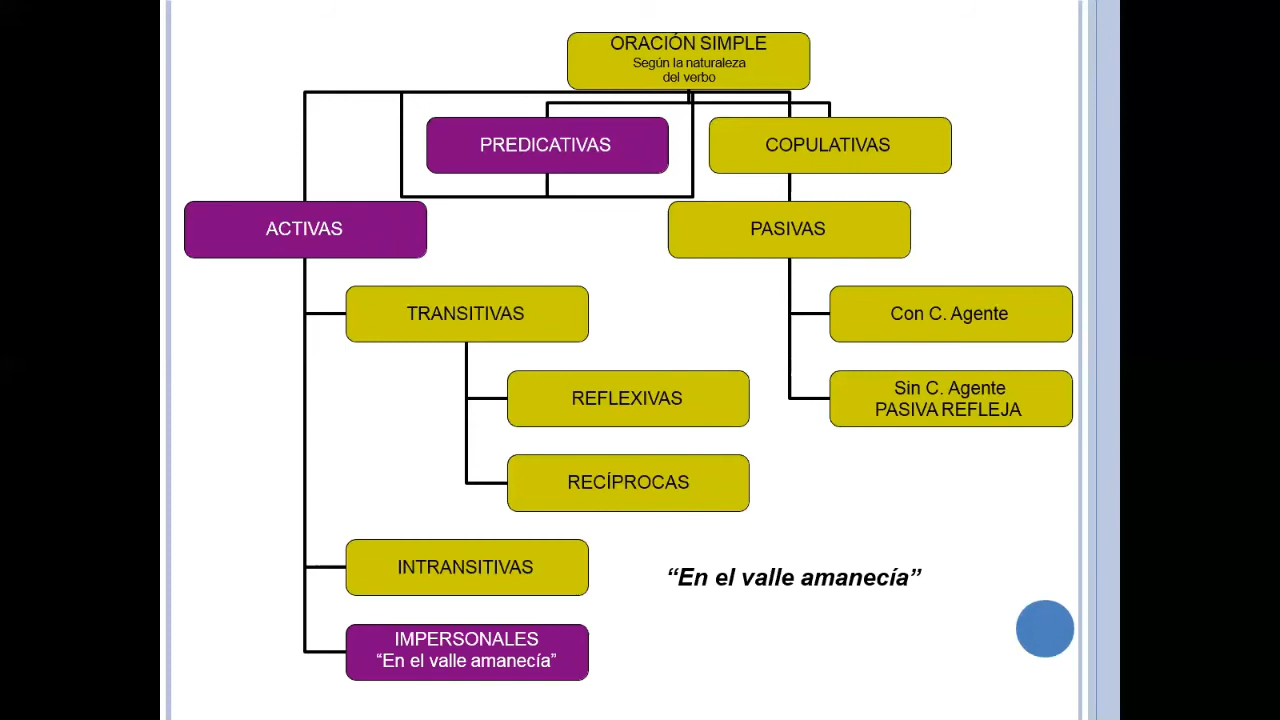 ORACIÓN SIMPLE
Según la naturaleza
del verbo
PREDICATIVAS
COPULATIVAS
ACTIVAS
PASIVAS
TRANSITIVAS
Con C. Agente
REFLEXIVAS
Sin C. Agente
PASIVA REFLEJA
RECÍPROCAS
INTRANSITIVAS
“En el valle amanecía”
IMPERSONALES
“En el valle amanecía”